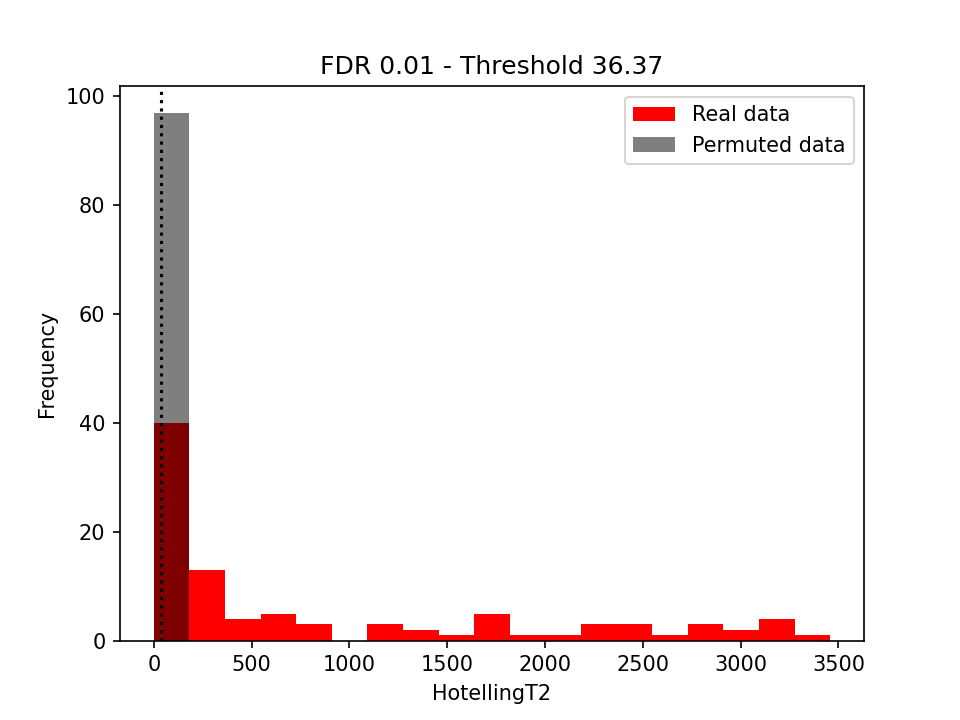 FDR 0.01 - Threshold 36.37
Real data
Permuted data
100
80
60
40
20
0
Frequency
0 500 1000 1500 2000 2500 3000 3500
HotellingT2